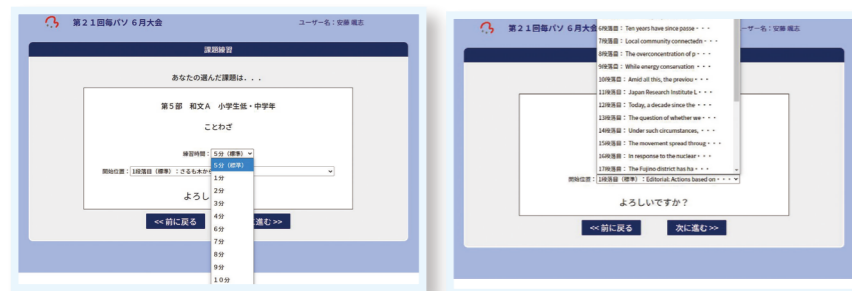 第21回毎パソ 6月大会
ユーザー名:安藤 颯志
課題練習
あなたの選んだ課題は...
第5部 和文A 小学生低・中学年
ことわざ
練習時間: 5分(標準)
5分(標準)
1分
2分
3分
4分
6分
7分
8分
9分
10分
開始位置: 1段落目(標準):さるも木から
よろし
<<前に戻る
進む>>
第21回毎パソ 6月大会
ーザー名:安藤 颯志
6段落目: Ten years have since passe・・・
7段落目: Local community connectedn・・・
8段落目: The overconcentration of p・・・
9段落目: While energy conservation ・・・
10段落目: Amid all this, the previou・・・
11段落目: Japan Research Institute L・・・
12段落目: Today, a decade since the ・・・
13段落目: The question of whether we・・・
14段落目: Under such circumstances, ・・・
15段落目: The movement spread throug・・・
16段落目: In response to the nuclear・・・
17段落目: The Fujino district has ha・・・
開始位置: 1段落目(標準):Editorial: Actions based on・・・
よろしいですか?
<<前に戻る
次に進む>>